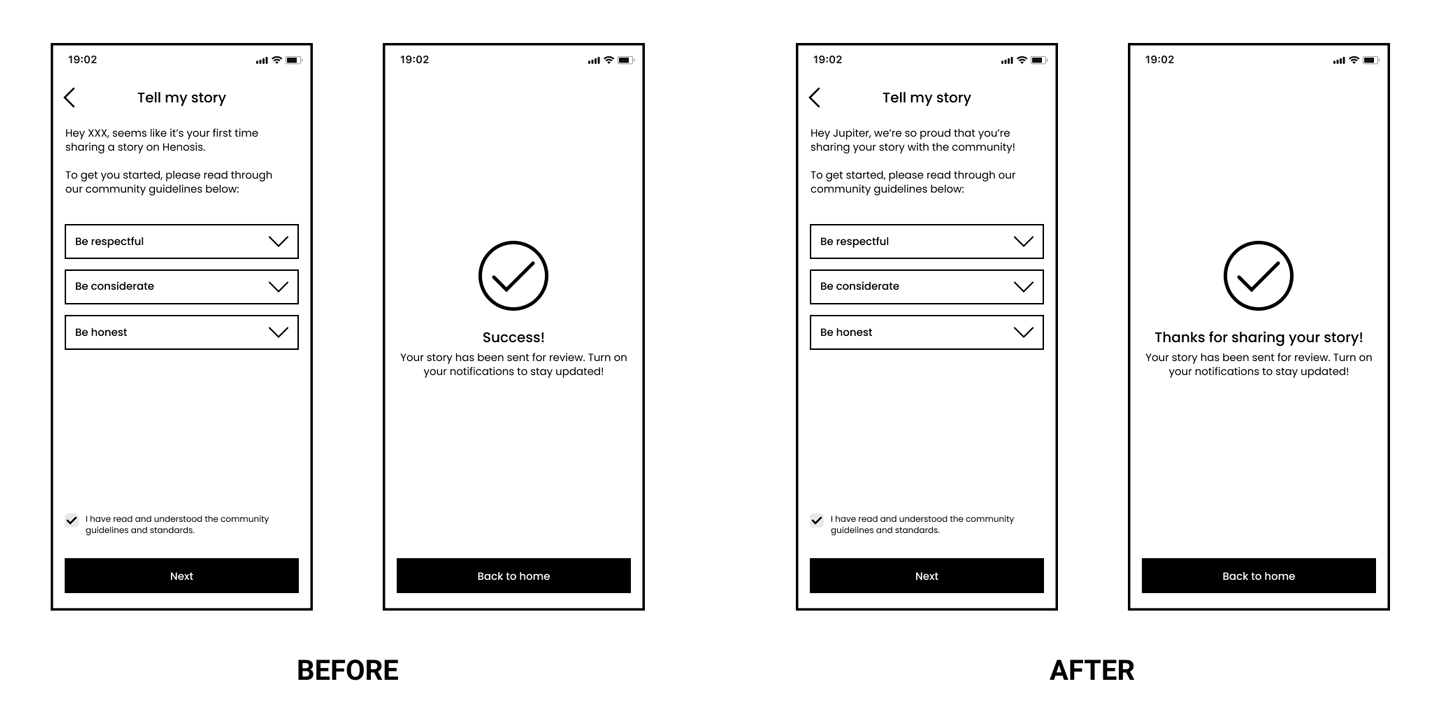 19:02
Tell my story
Hey XXX, seems like it's your first time
sharing a story on Henosis.
To get you started, please read through
our community guidelines below:
Be respectful
Be considerate
Be honest
I have read and understood the community
guidelines and standards.
Next
19:02
Success!
Your story has been sent for review. Turn on
your notifications to stay updated!
Back to home
BEFORE
19:02
Tell my story
Hey Jupiter, we’re so proud that you’re
sharing your story with the community!
To get started, please read through our
community guidelines below:
Be respectful
Be considerate
Be honest
I have read and understood the community
guidelines and standards.
Next
19:02
Thanks for sharing your story!
Your story has been sent for review. Turn on
your notifications to stay updated!
Back to home
AFTER